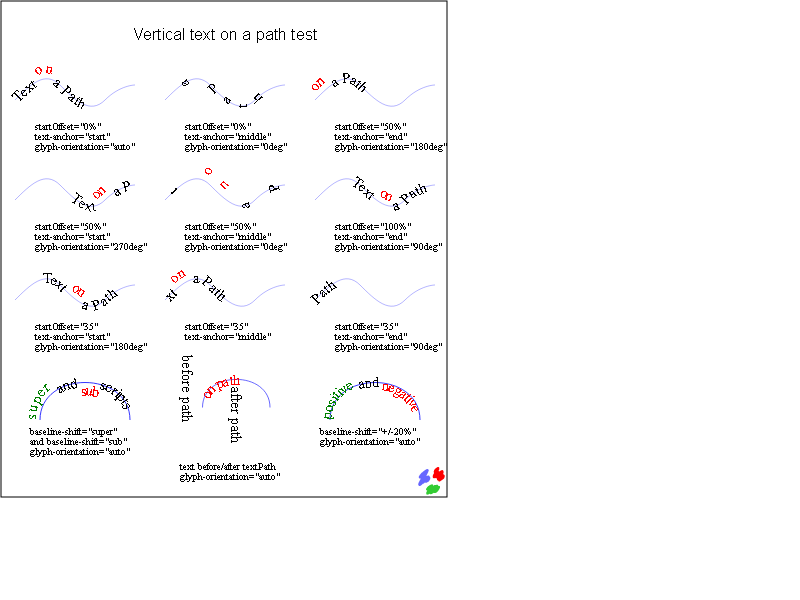 Vertical text on a path test
Text on a Path
a Path
on a Path
startOffset="0%"
text-anchor="start"
glyph-orientation="auto"
startOffset="0%"
text-anchor="middle"
glyph-orientation="0deg"
startOffset="50%"
text-anchor="end"
glyph-orientation="180deg"
Text on a P
t on a P
Text on a Path
startOffset="50%"
text-anchor="start"
glyph-orientation="270deg"
startOffset="50%"
text-anchor="middle"
glyph-orientation="0deg"
startOffset="100%"
text-anchor="end"
glyph-orientation="90deg"
Text on a Path
xt on a Path
Path
startOffset="35"
text-anchor="start"
glyph-orientation="180deg"
startOffset="35"
text-anchor="middle"
startOffset="35"
text-anchor="end"
glyph-orientation="90deg"
super and sub scripts
before path on path after path
positive and negative
baseline-shift="super"
and baseline-shift="sub"
glyph-orientation="auto"
text before/after textPath
glyph-orientation="auto"
baseline-shift="+/-20%"
glyph-orientation="auto"